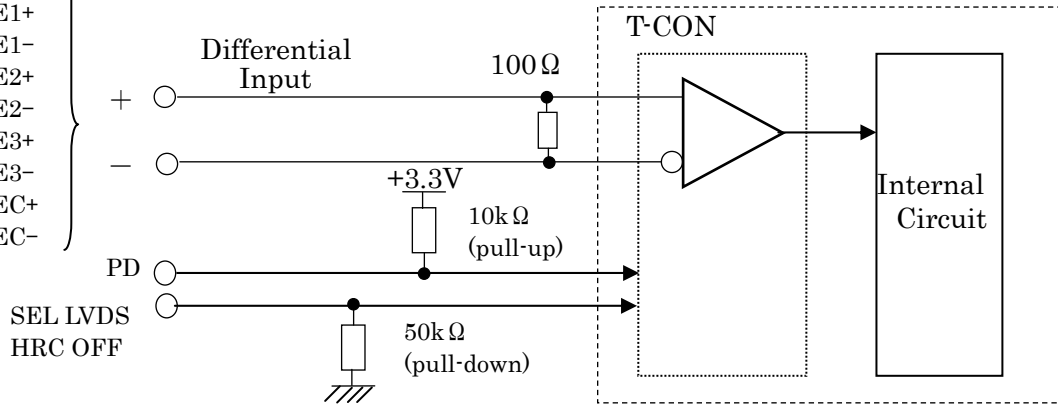 E1+
E1−
E2+
E2−
E3+
E3−
EC+
EC−
Differential
Input
+
−
100Ω
T-CON
+3.3V
10kΩ
(pull-up)
PD
SEL LVDS
HRC OFF
50kΩ
(pull-down)
Internal
Circuit